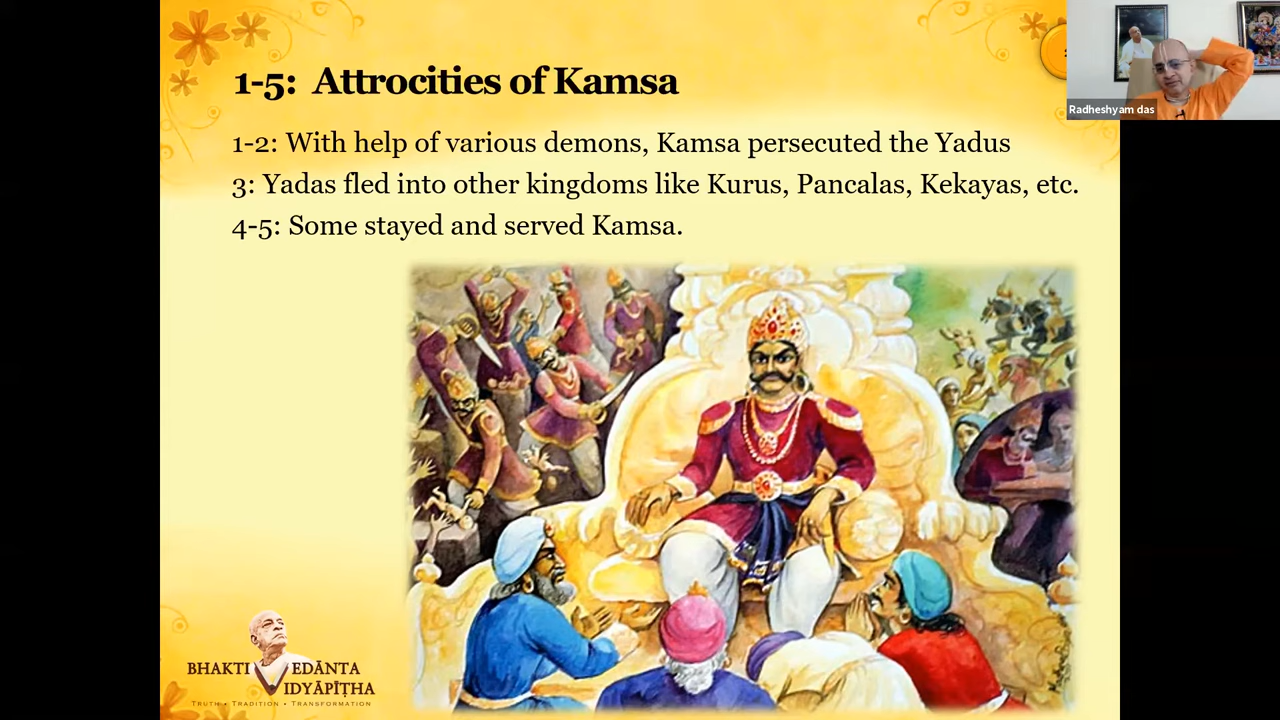 1-5: Attrocities of Kamsa
Radheshyam das
1-2: With help of various demons, Kamsa persecuted the Yadus
3: Yadas fled into other kingdoms like Kurus, Pancalas, Kekayas, etc.
4-5: Some stayed and served Kamsa.
BHAKTI VEDĀNTA
VIDYĀPĪṬHA
TRUTH • TRADITION • TRANSFORMATION